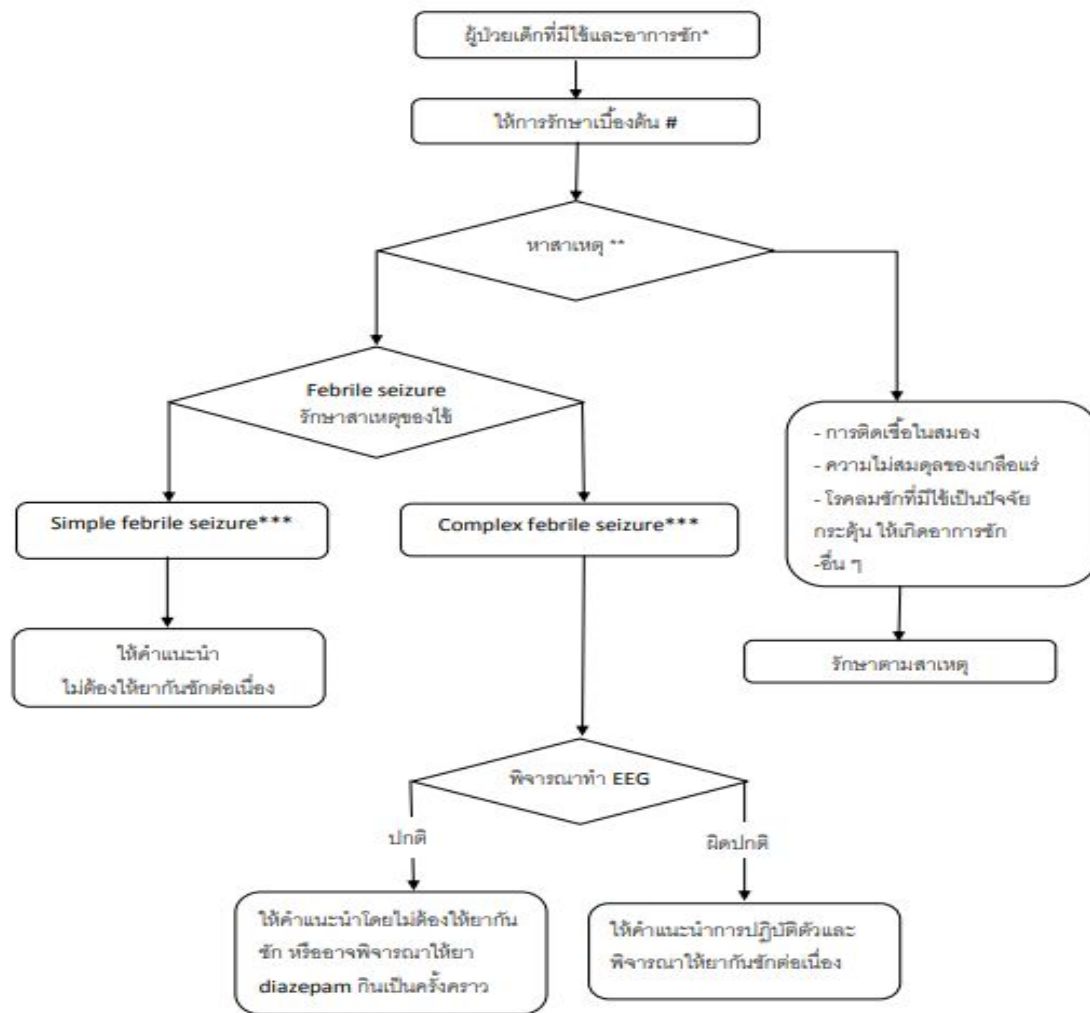 ผู้ป่วยเด็กที่มีไข้และอาการชัก*
ให้การรักษาเบื้องต้น #
หาสาเหตุ **
Febrile seizure
รักษาสาเหตุของไข้
- การติดเชื้อในสมอง
- ความไม่สมดุลของเกลือแร่
- โรคลมชักที่มีไข้เป็นปัจจัย
กระตุ้น ให้เกิดอาการชัก
-อื่น ๆ
Simple febrile seizure***
Complex febrile seizure***
ให้คำแนะนำ
ไม่ต้องให้ยากันชักต่อเนื่อง
รักษาตามสาเหตุ
พิจารณาทำ EEG
ปกติ
ผิดปกติ
ให้คำแนะนำโดยไม่ต้องให้ยากัน
ชัก หรืออาจพิจารณาให้ยา
diazepam กินเป็นครั้งคราว
ให้คำแนะนำการปฏิบัติตัวและ
พิจารณาให้ยากันชักต่อเนื่อง